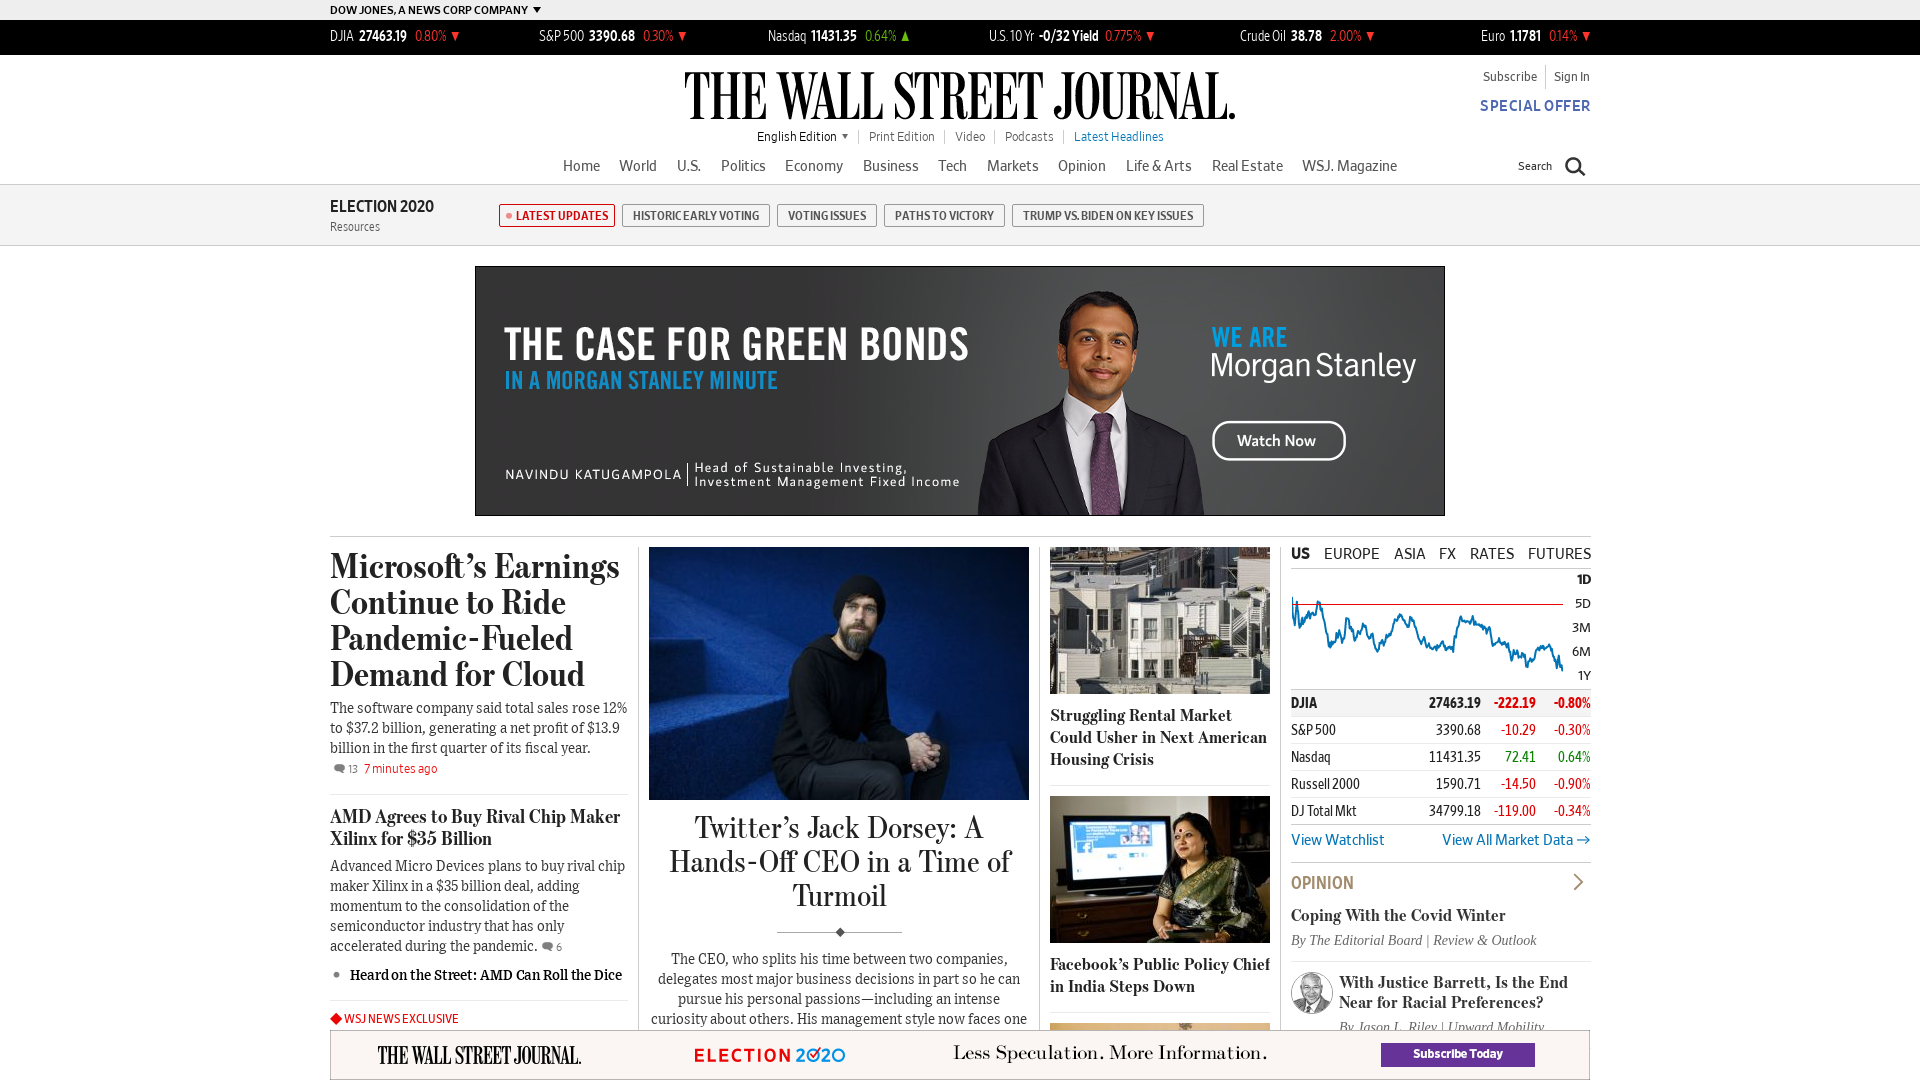 DOW JONES, A NEWS CORP COMPANY
DJIA 27463.19 0.80% S&P 500 3390.68 0.30% Nasdaq 11431.35 0.64% U.S. 10 Yr -0/32 Yield 0.775% Crude Oil 38.78 2.00% Euro 1.1781 0.14%
THE WALL STREET JOURNAL.
Subscribe Sign In
SPECIAL OFFER
English Edition Print Edition Video Podcasts Latest Headlines
Home World U.S. Politics Economy Business Tech Markets Opinion Life & Arts Real Estate WSJ. Magazine Search
ELECTION 2020
Resources
LATEST UPDATES HISTORIC EARLY VOTING VOTING ISSUES PATHS TO VICTORY TRUMP VS. BIDEN ON KEY ISSUES
THE CASE FOR GREEN BONDS
IN A MORGAN STANLEY MINUTE
NAVINDU KATUGAMPOLA
Head of Sustainable Investing,
Investment Management Fixed Income
WE ARE
Morgan Stanley
Watch Now
Microsoft’s Earnings
Continue to Ride
Pandemic-Fueled
Demand for Cloud
The software company said total sales rose 12%
to $37.2 billion, generating a net profit of $13.9
billion in the first quarter of its fiscal year.
13 7 minutes ago
AMD Agrees to Buy Rival Chip Maker
Xilinx for $35 Billion
Advanced Micro Devices plans to buy rival chip
maker Xilinx in a $35 billion deal, adding
momentum to the consolidation of the
semiconductor industry that has only
accelerated during the pandemic. 6
Heard on the Street: AMD Can Roll the Dice
WSJ NEWS EXCLUSIVE
Twitter’s Jack Dorsey: A
Hands-Off CEO in a Time of
Turmoil
The CEO, who splits his time between two companies,
delegates most major business decisions in part so he can
pursue his personal passions—including an intense
curiosity about others. His management style now faces one
Struggling Rental Market
Could Usher in Next American
Housing Crisis
Facebook’s Public Policy Chief
in India Steps Down
US EUROPE ASIA FX RATES FUTURES
1D
5D
3M
6M
1Y
DJIA 27463.19 -222.19 -0.80%
S&P 500 3390.68 -10.29 -0.30%
Nasdaq 11431.35 72.41 0.64%
Russell 2000 1590.71 -14.50 -0.90%
DJ Total Mkt 34799.18 -119.00 -0.34%
View Watchlist View All Market Data
OPINION
Coping With the Covid Winter
By The Editorial Board | Review & Outlook
With Justice Barrett, Is the End
Near for Racial Preferences?
By Jason L. Riley | Upward Mobility
THE WALL STREET JOURNAL.
ELECTION 2020
Less Speculation. More Information.
Subscribe Today